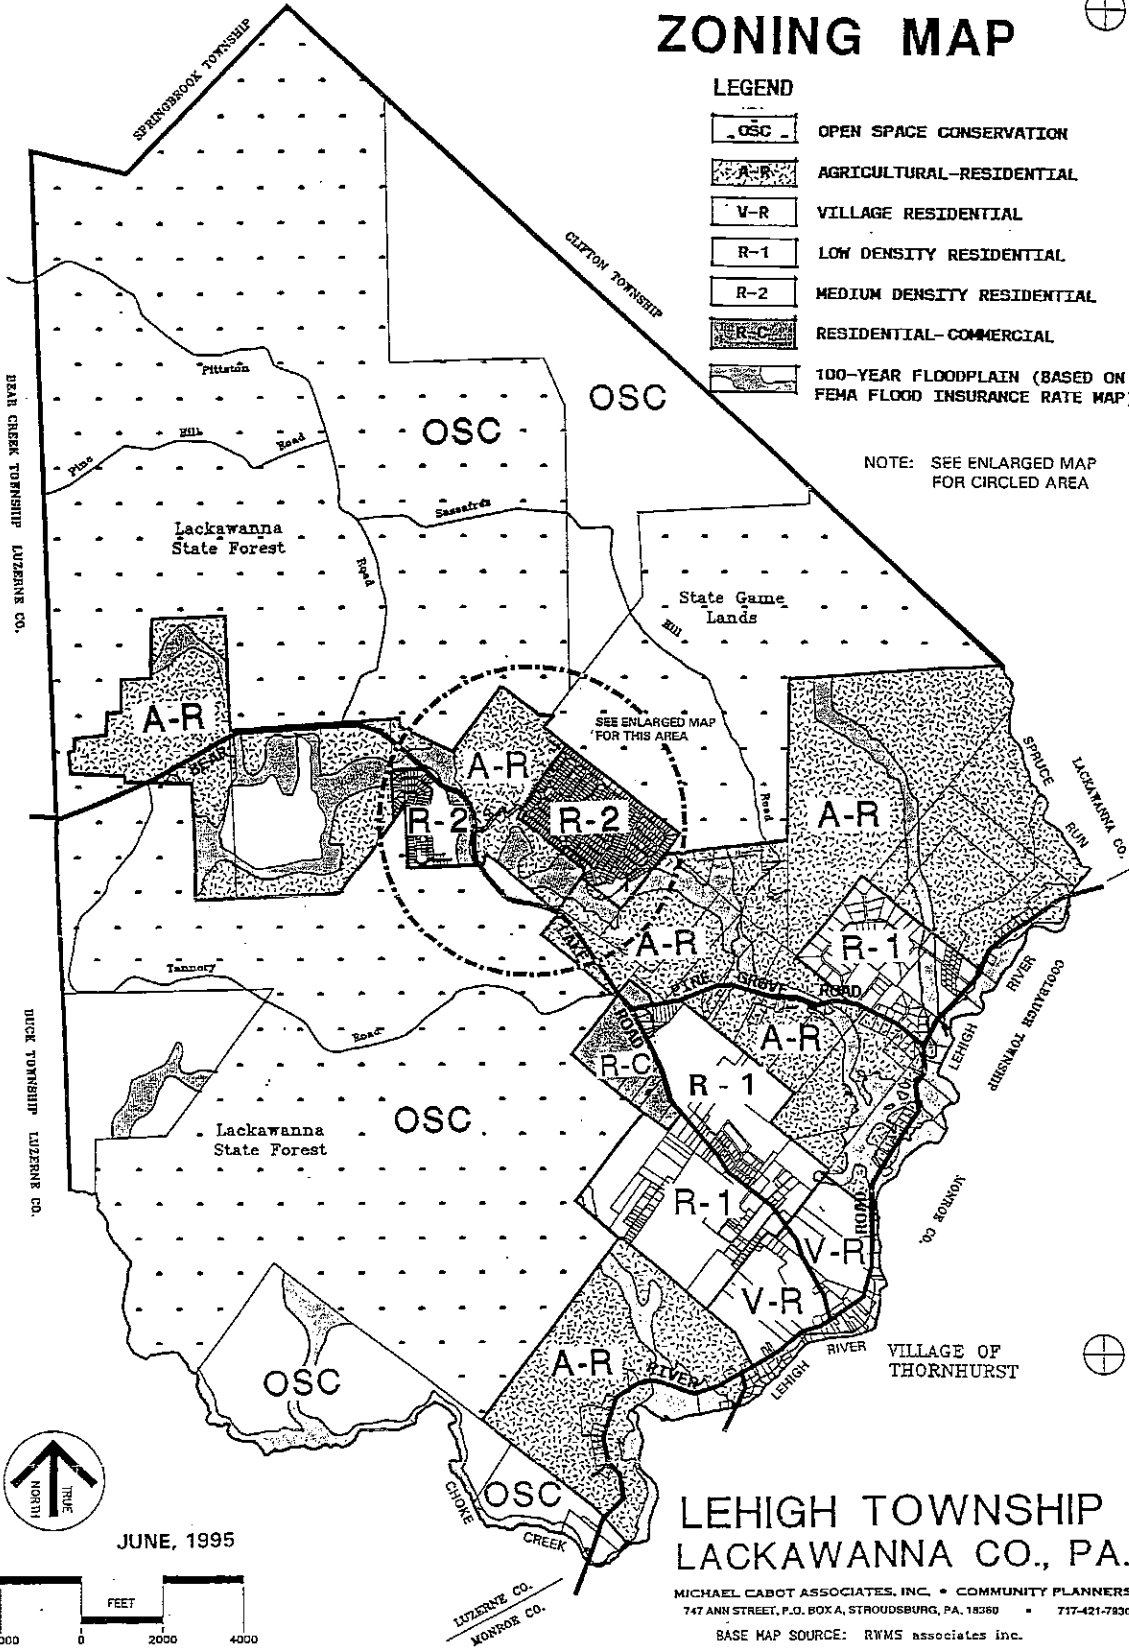 ZONING MAP
LEGEND
OSC OPEN SPACE CONSERVATION
A-R AGRICULTURAL-RESIDENTIAL
V-R VILLAGE RESIDENTIAL
R-1 LOW DENSITY RESIDENTIAL
R-2 MEDIUM DENSITY RESIDENTIAL
R-C RESIDENTIAL-COMMERCIAL
100-YEAR FLOODPLAIN (BASED ON
FEMA FLOOD INSURANCE RATE MAP)
NOTE: SEE ENLARGED MAP
FOR CIRCLED AREA
SPRINGBROOK TOWNSHIP
CLIFTON TOWNSHIP
BEAR CREEK TOWNSHIP LUZERNE CO.
Pittston
Road
Pine Hill Road
OSC
OSC
Sassafras
Hill
Road
Lackawanna
State Forest
State Game
Lands
SEE ENLARGED MAP
FOR THIS AREA
A-R
BEAR
A-R
R-2
R-2
A-R
SPRUCE RUN
LACKAWANNA CO.
LAKE
ROAD
A-R
R-1
PINE GROVE ROAD
RIVER
LEHIGH
COOLBAUGH TOWNSHIP
MONROE CO.
Tannery
Road
BUCK TOWNSHIP LUZERNE CO.
R-C
A-R
R-1
OSC
Lackawanna
State Forest
ROAD
R-1
V-R
V-R
OSC
A-R
RIVER
LEHIGH
RIVER
VILLAGE OF
THORNHURST
OSC
CHOKE
CREEK
TRUE
NORTH
JUNE, 1995
FEET
0 2000 4000
LUZERNE CO.
MONROE CO.
LEHIGH TOWNSHIP
LACKAWANNA CO., PA.
MICHAEL CABOT ASSOCIATES, INC. • COMMUNITY PLANNERS
747 ANN STREET, P.O. BOX A, STROUDSBURG, PA. 18360 • 717-421-7930
BASE MAP SOURCE: RWMS associates inc.